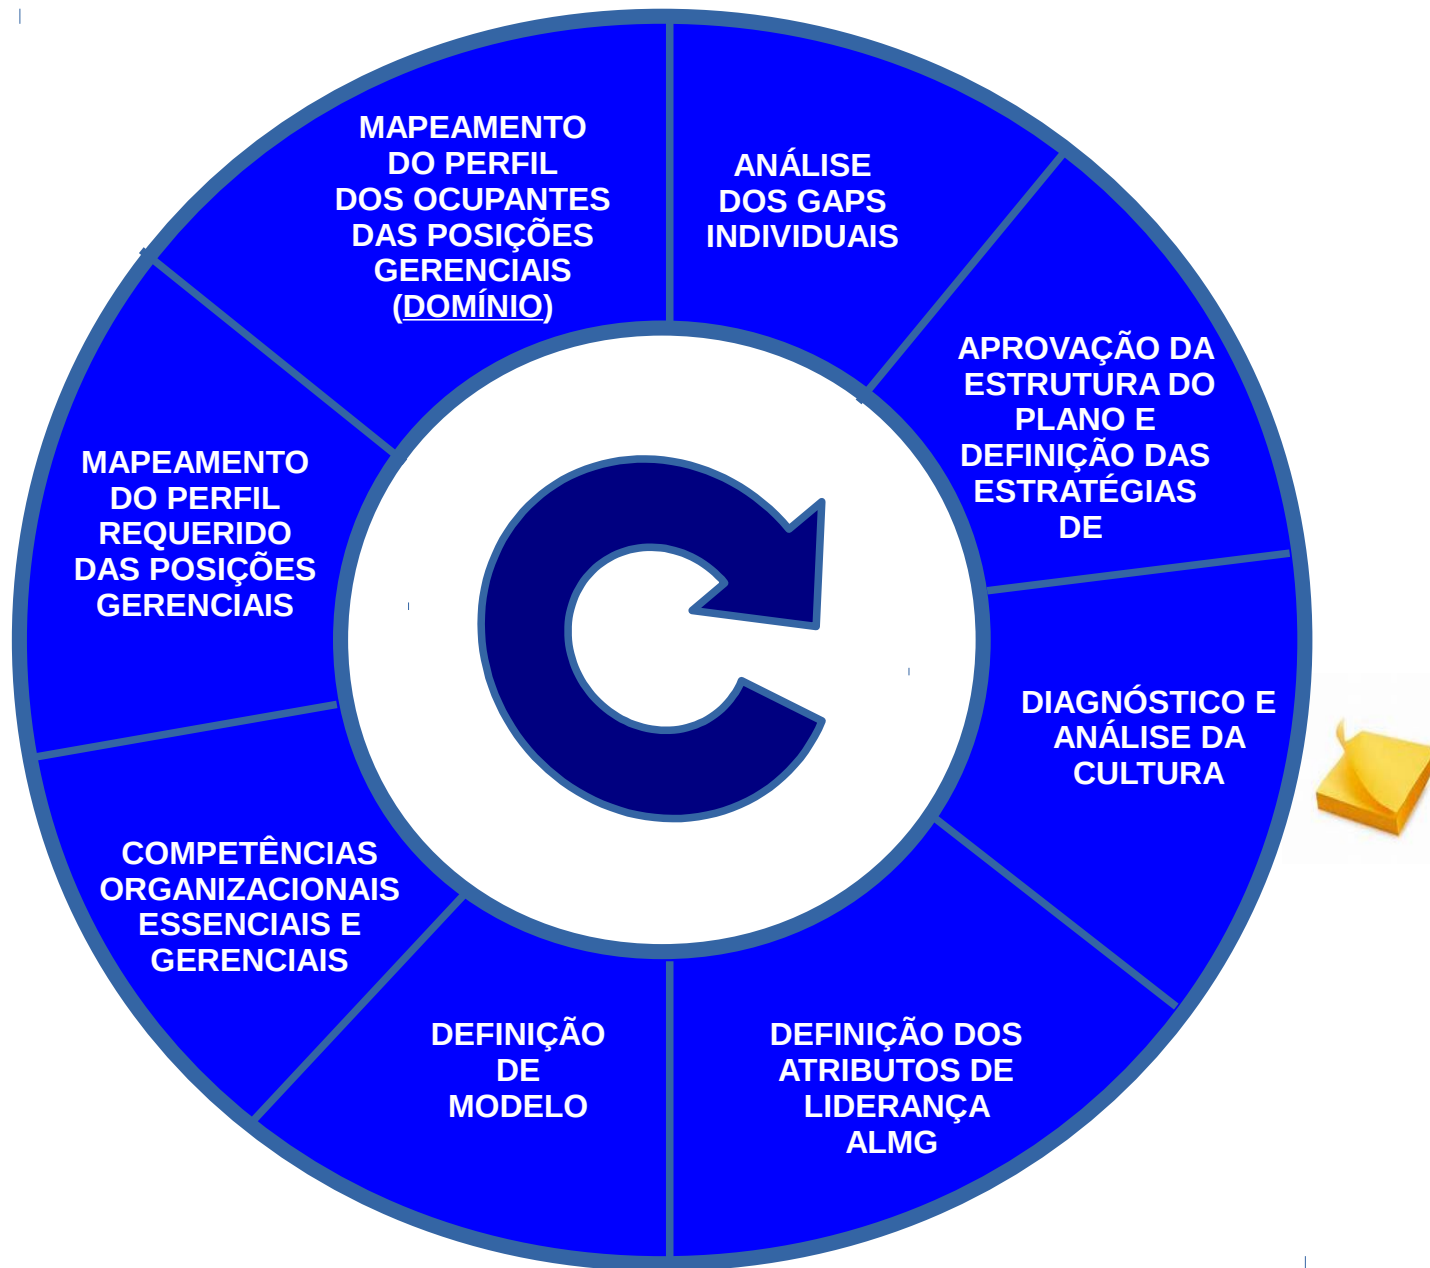 MAPEAMENTO
DO PERFIL
DOS OCUPANTES
DAS POSIÇÕES
GERENCIAIS
(DOMÍNIO)
ANÁLISE
DOS GAPS
INDIVIDUAIS
APROVAÇÃO DA
ESTRUTURA DO
PLANO E
DEFINIÇÃO DAS
ESTRATÉGIAS
DE
DIAGNÓSTICO E
ANÁLISE DA
CULTURA
DEFINIÇÃO DOS
ATRIBUTOS DE
LIDERANÇA
ALMG
DEFINIÇÃO
DE
MODELO
COMPETÊNCIAS
ORGANIZACIONAIS
ESSENCIAIS E
GERENCIAIS
MAPEAMENTO
DO PERFIL
REQUERIDO
DAS POSIÇÕES
GERENCIAIS